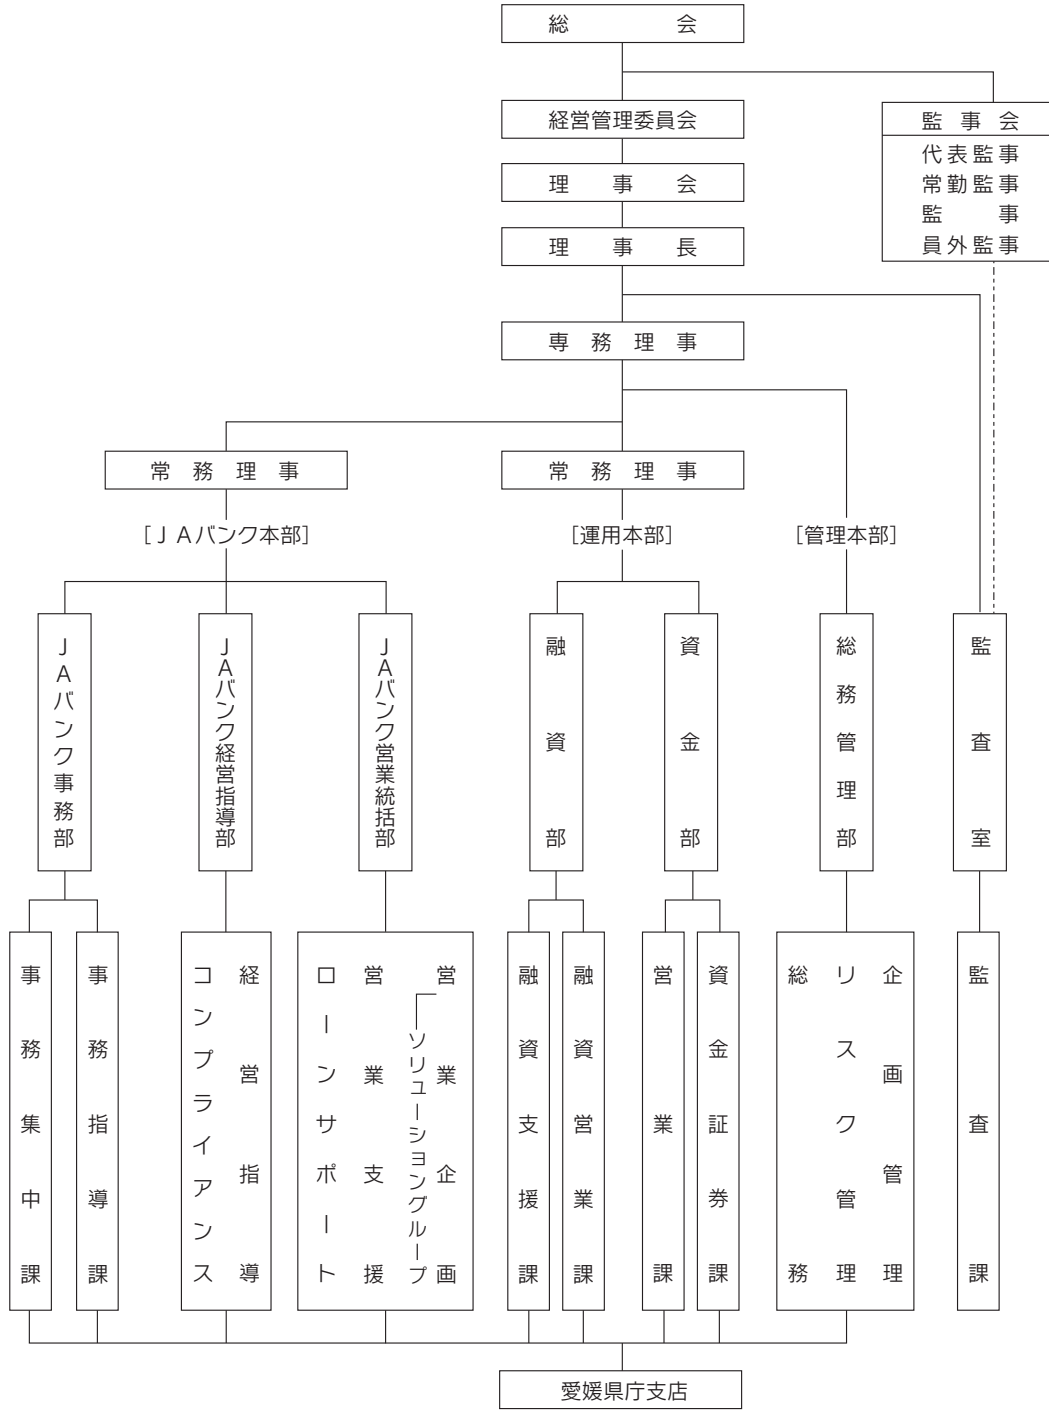 総会
経営管理委員会
監事会
代表監事
常勤監事
監事
員外監事
理事会
理事長
専務理事
常務理事
常務理事
［ＪＡバンク本部］
［運用本部］
［管理本部］
ＪＡバンク事務部
ＪＡバンク経営指導部
ＪＡバンク営業統括部
融資部
資金部
総務管理部
監査室
事務集中課
事務指導課
コンプライアンス
経営指導
ローンサポート
営業支援
ソリューショングループ
営業企画
融資支援課
融資営業課
営業課
資金証券課
総務
リスク管理
企画管理
監査課
愛媛県庁支店